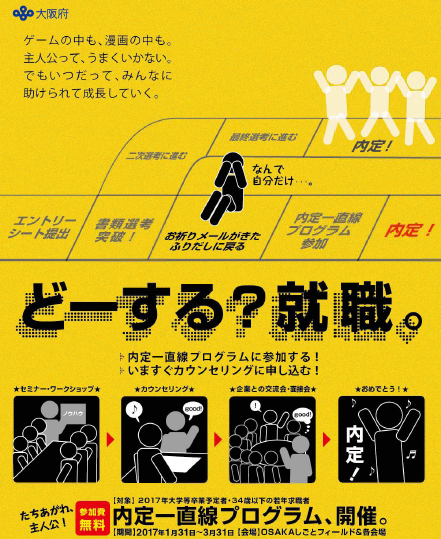 大阪府
ゲームの中も、漫画の中も。
主人公って、うまくいかない。
でもいつだって、みんなに
助けられて成長していく。
二次選考に進む
最終選考に進む
内定！
なんで
自分だけ…。
エントリー
シート提出
書類選考
突破！
お祈りメールがきた
ふりだしに戻る
内定一直線
プログラム
参加
内定！
どーする？就職。
内定一直線プログラムに参加する！
いますぐカウンセリングに申し込む！
★セミナー・ワークショップ★
★カウンセリング★
★企業との交流会・面接会★
★おめでとう！★
ノウハウ
♪
good!
!
good!
内定！
たちあがれ、
主人公！
参加費
無料
【対象】2017年大学等卒業予定者・34歳以下の若年求職者
内定一直線プログラム、開催。
【期間】2017年1月31日〜3月31日【会場】OSAKAしごとフィールド&各会場